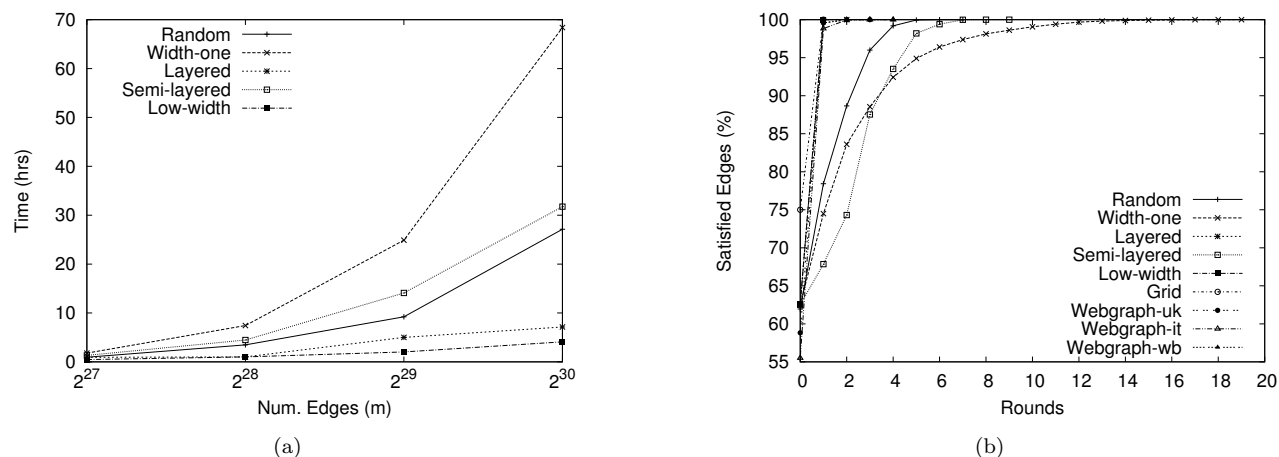 70
60
50
40
30
20
10
0
2^27
2^28
2^29
2^30
Time (hrs)
Num. Edges (m)
Random
Width-one
Layered
Semi-layered
Low-width
(a)
100
95
90
85
80
75
70
65
60
55
0 2 4 6 8 10 12 14 16 18 20
Satisfied Edges (%)
Rounds
Random
Width-one
Layered
Semi-layered
Low-width
Grid
Webgraph-uk
Webgraph-it
Webgraph-wb
(b)